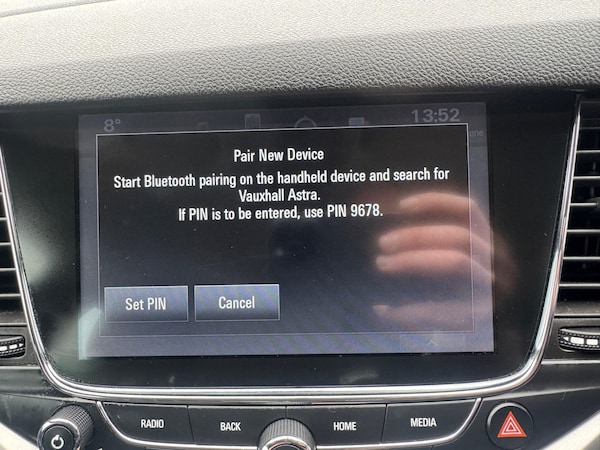 8°
13:52
Pair New Device
Start Bluetooth pairing on the handheld device and search for
Vauxhall Astra.
If PIN is to be entered, use PIN 9678.
Set PIN Cancel
RADIO BACK HOME MEDIA